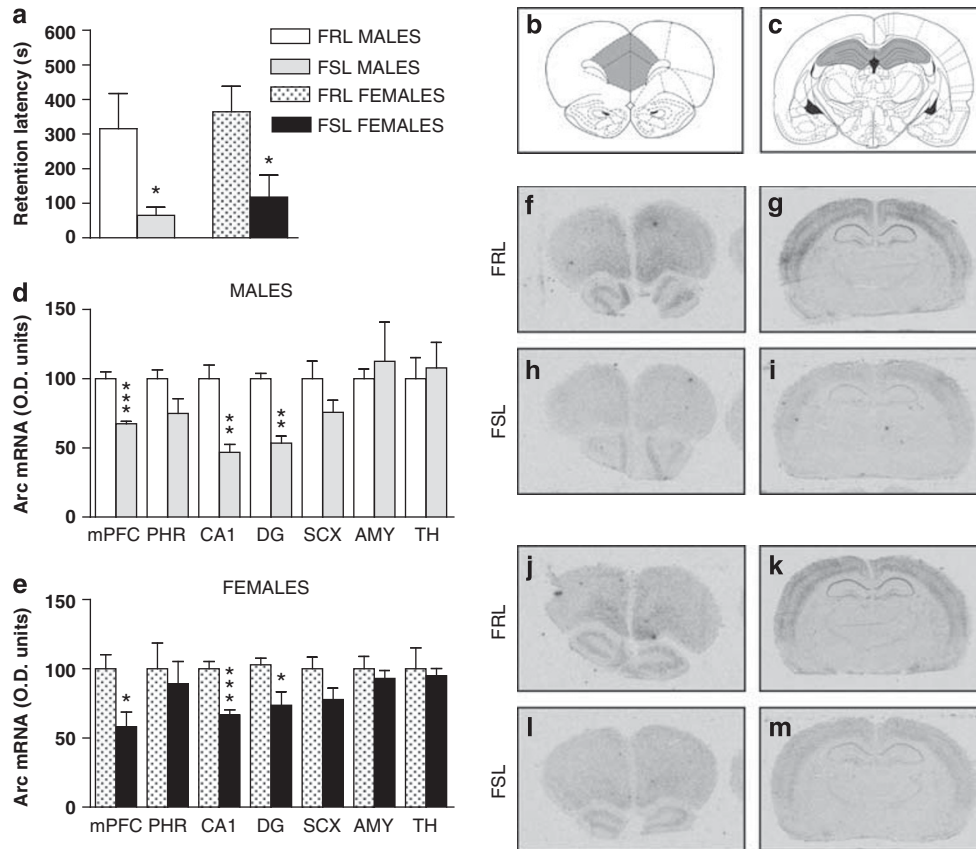 a
600
500
400
300
200
100
0
Retention latency (s)
*
*
FRL MALES
FSL MALES
FRL FEMALES
FSL FEMALES
b
c
d
MALES
150
100
50
0
Arc mRNA (O.D. units)
***
**
**
mPFC PHR CA1 DG SCX AMY TH
e
FEMALES
150
100
50
0
Arc mRNA (O.D. units)
*
***
*
mPFC PHR CA1 DG SCX AMY TH
FRL
f
g
FSL
h
i
FRL
j
k
FSL
l
m